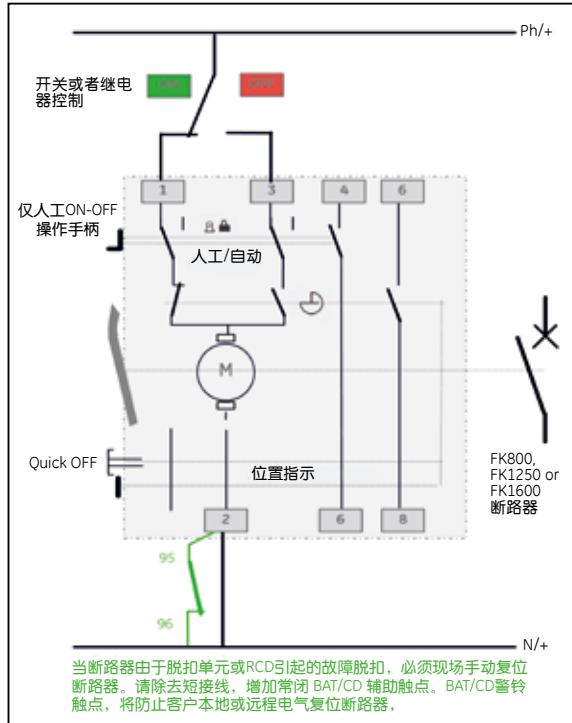 Ph/+
开关或者继电
器控制
ON
OFF
1
3
4
6
仅人工ON-OFF
操作手柄
人工/自动
M
Quick OFF
位置指示
FK800,
FK1250 or
FK1600
断路器
2
6
8
95
96
N/+
当断路器由于脱扣单元或RCD引起的故障脱扣，必须现场手动复位
断路器。请除去短接线，增加常闭 BAT/CD 辅助触点。BAT/CD警铃
触点，将防止客户本地或远程电气复位断路器，